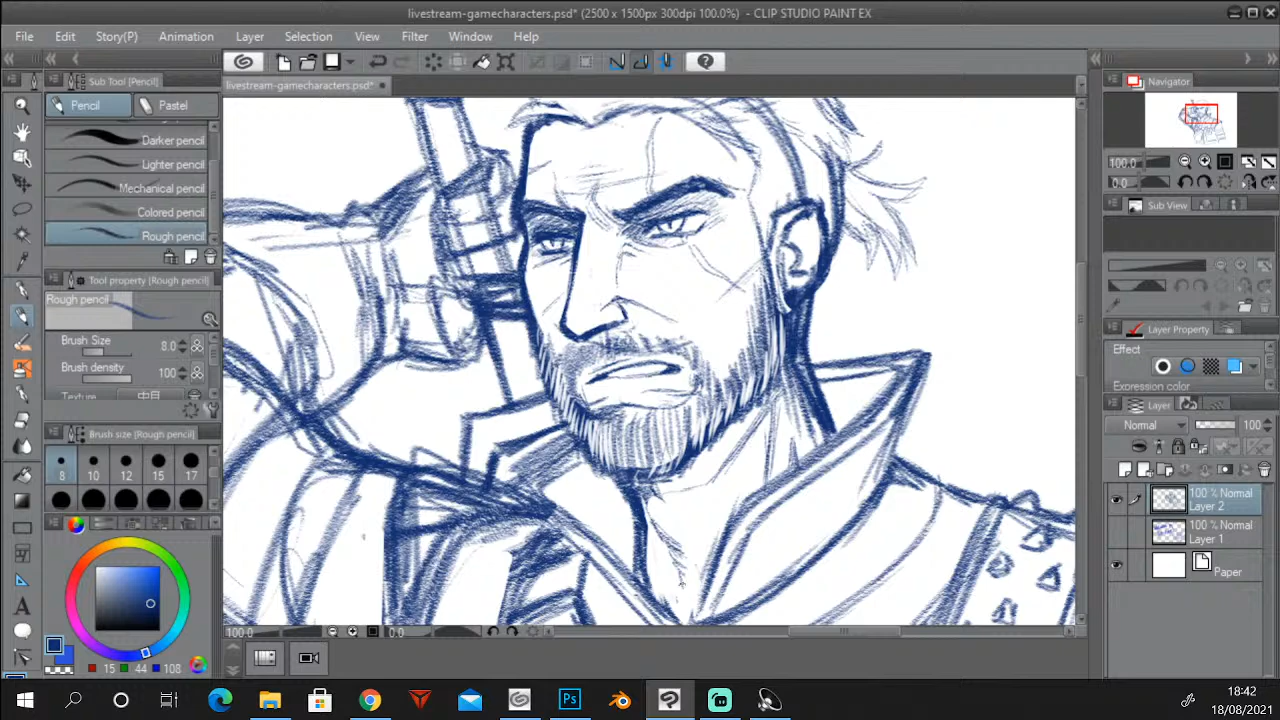 livestream-gamecharacters.psd* (2500 x 1500px 300dpi 100.0%) - CLIP STUDIO PAINT EX
File Edit Story(P) Animation Layer Selection View Filter Window Help
Sub Tool [Pencil]
livestream-gamecharacters.psd*
Navigator
Pencil
Pastel
Darker pencil
Lighter pencil
Mechanical pencil
Colored pencil
Rough pencil
100.0
0.0
Sub View
Tool property [Rough pencil]
Rough pencil
Brush Size 8.0
Brush density 100
Texture
Layer Property
Effect
Expression color
Layer
Normal 100
Brush size [Rough pencil]
8 10 12 15 17
100 % Normal
Layer 2
100 % Normal
Layer 1
Paper
100.0
0.0
15 44 108
A
Ps
18:42
18/08/2021